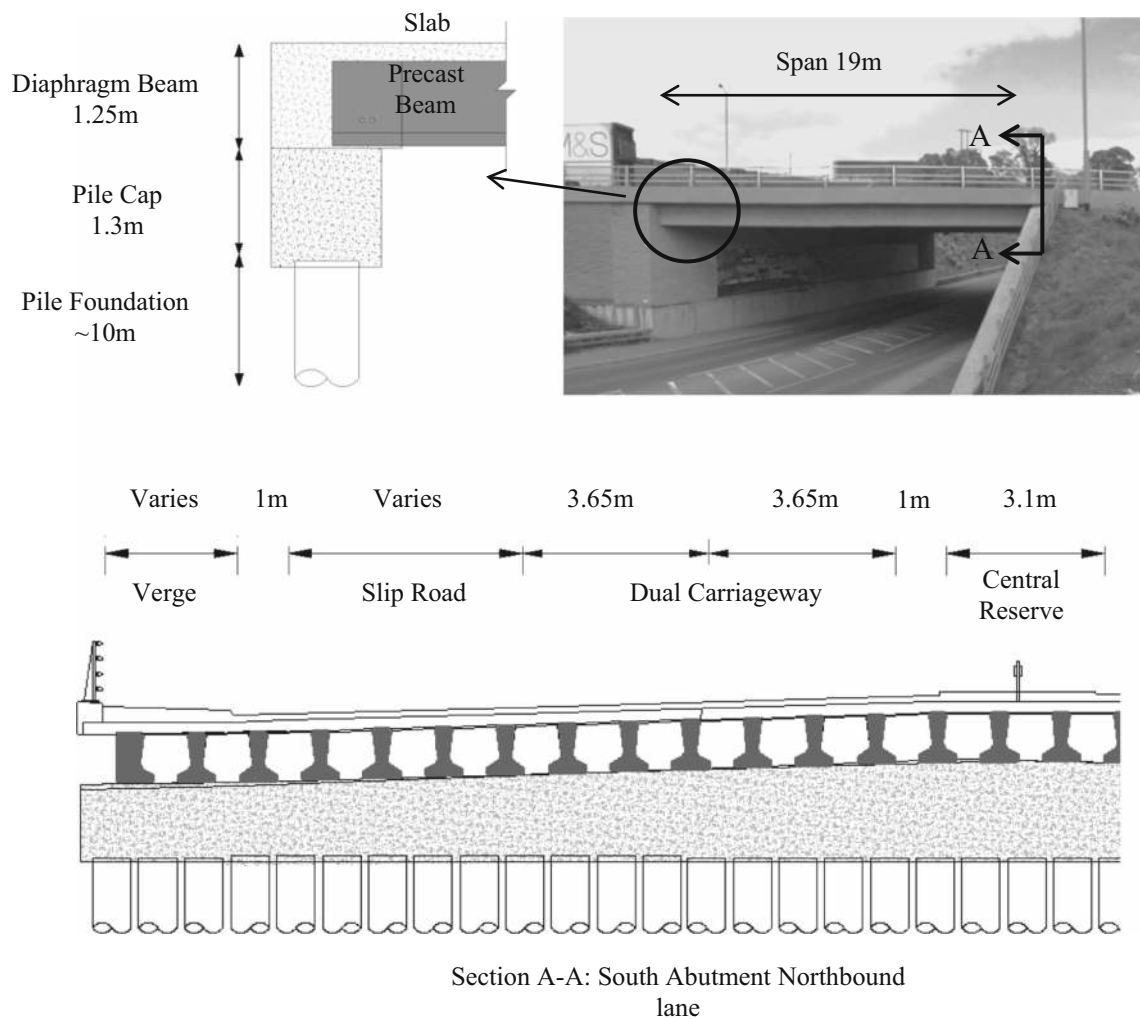 Slab
Diaphragm Beam
1.25m
Precast
Beam
Pile Cap
1.3m
Pile Foundation
~10m
Span 19m
M&S
A
A
Varies
1m
Varies
3.65m
3.65m
1m
3.1m
Verge
Slip Road
Dual Carriageway
Central
Reserve
Section A-A: South Abutment Northbound
lane